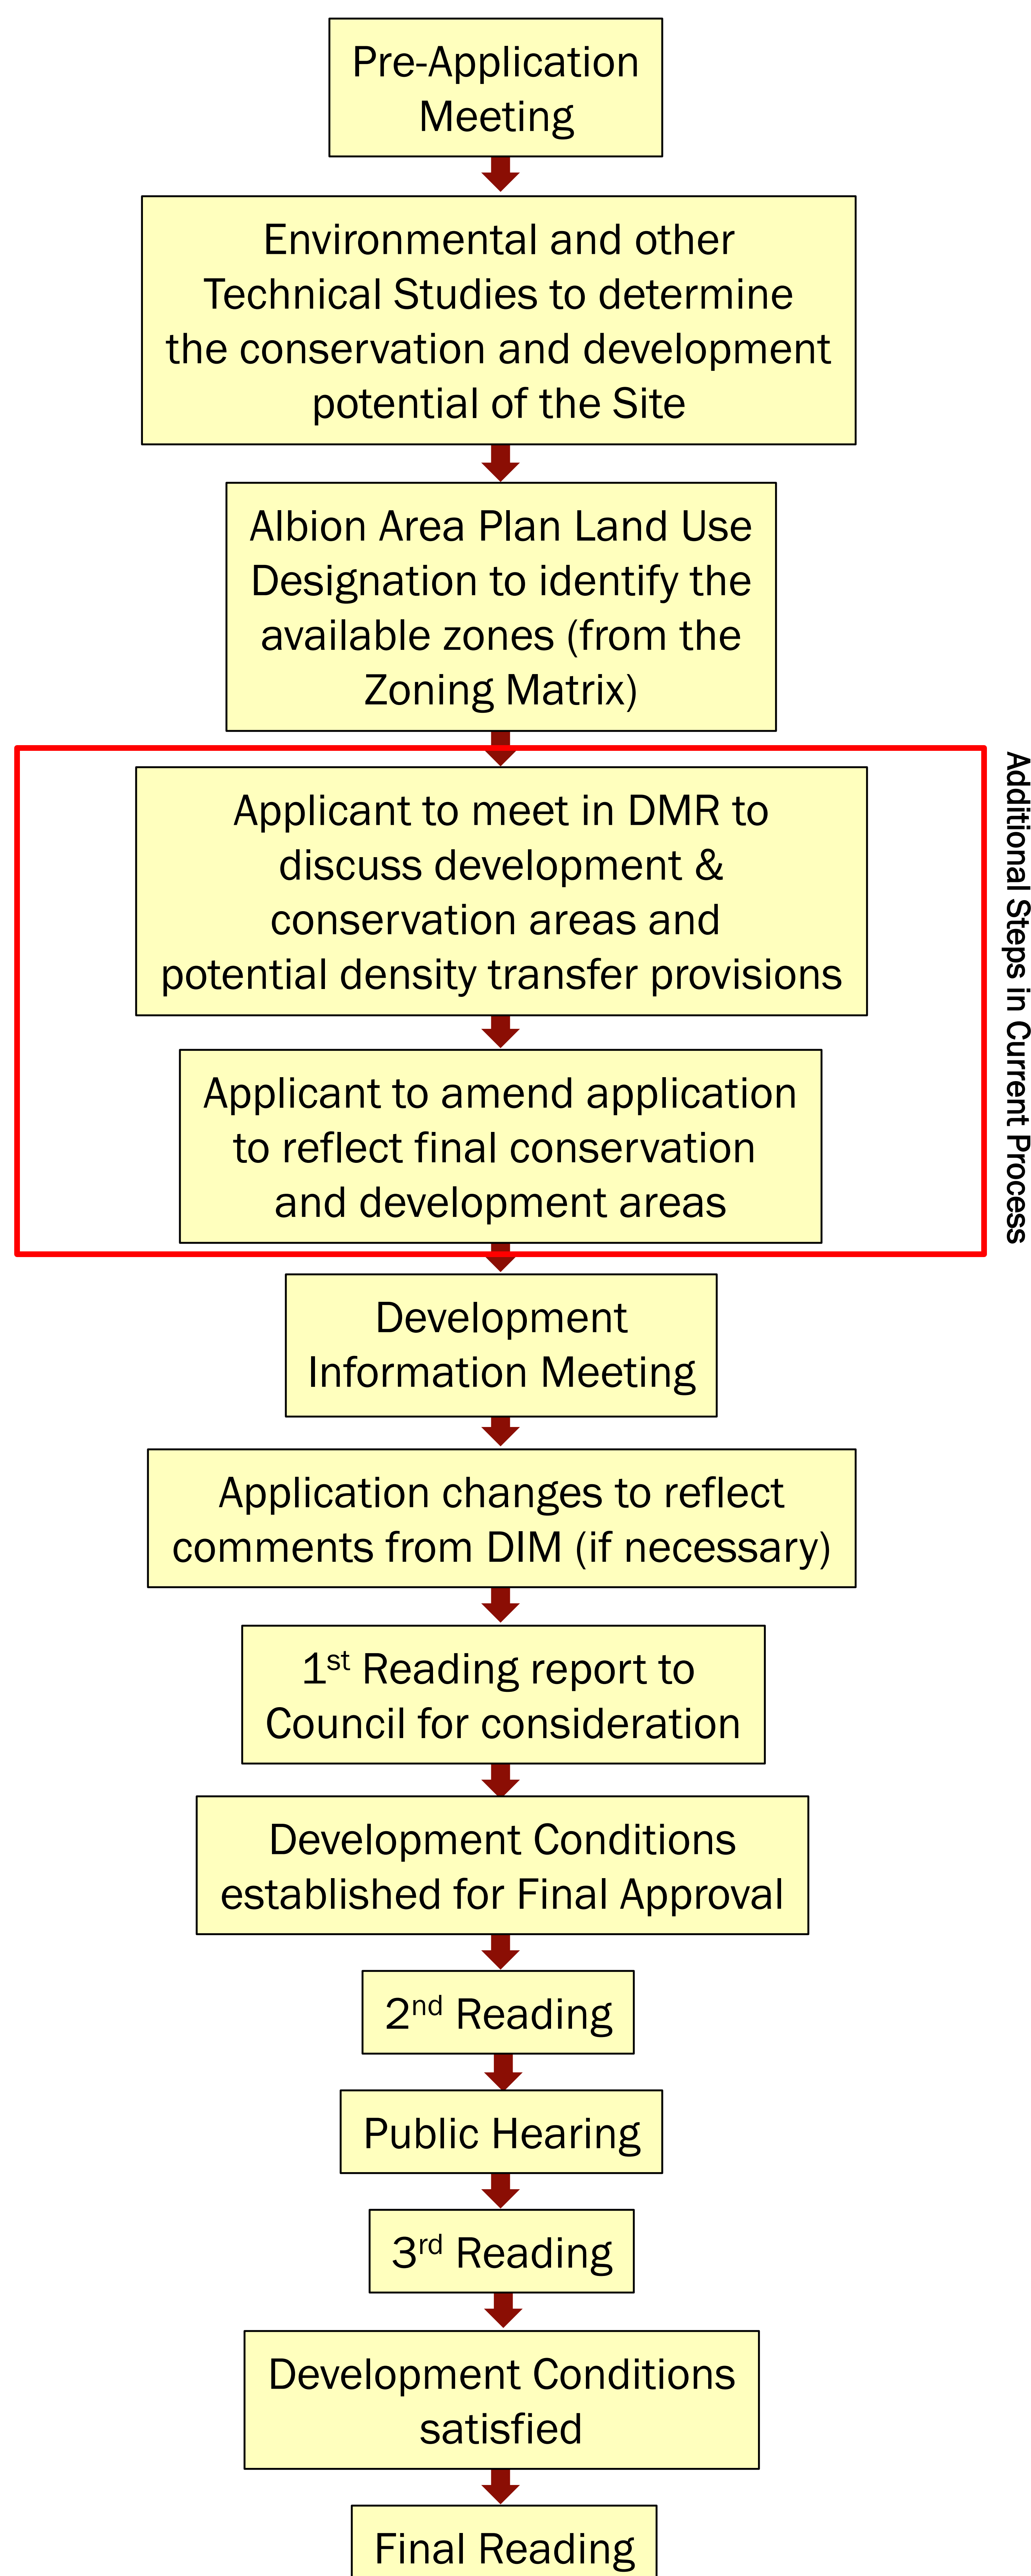 Pre-Application
Meeting
Environmental and other
Technical Studies to determine
the conservation and development
potential of the Site
Albion Area Plan Land Use
Designation to identify the
available zones (from the
Zoning Matrix)
Additional Steps in Current Process
Applicant to meet in DMR to
discuss development &
conservation areas and
potential density transfer provisions
Applicant to amend application
to reflect final conservation
and development areas
Development
Information Meeting
Application changes to reflect
comments from DIM (if necessary)
1st Reading report to
Council for consideration
Development Conditions
established for Final Approval
2nd Reading
Public Hearing
3rd Reading
Development Conditions
satisfied
Final Reading